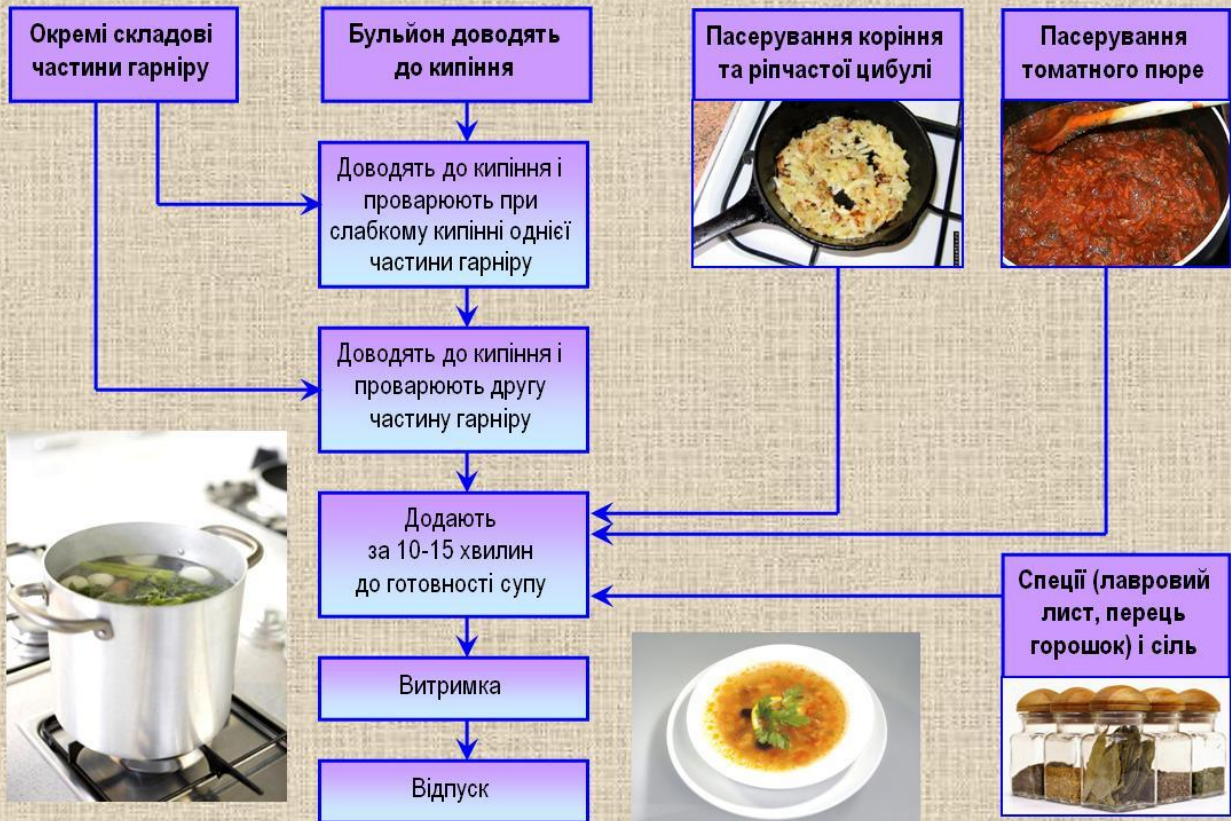 Окремі складові
частини гарніру
Бульйон доводять
до кипіння
Пасерування коріння
та ріпчастої цибулі
Пасерування
томатного пюре
Доводять до кипіння і
проварюють при
слабкому кипінні однієї
частини гарніру
Доводять до кипіння і
проварюють другу
частину гарніру
Додають
за 10-15 хвилин
до готовності супу
Спеції (лавровий
лист, перець
горошок) і сіль
Витримка
Відпуск